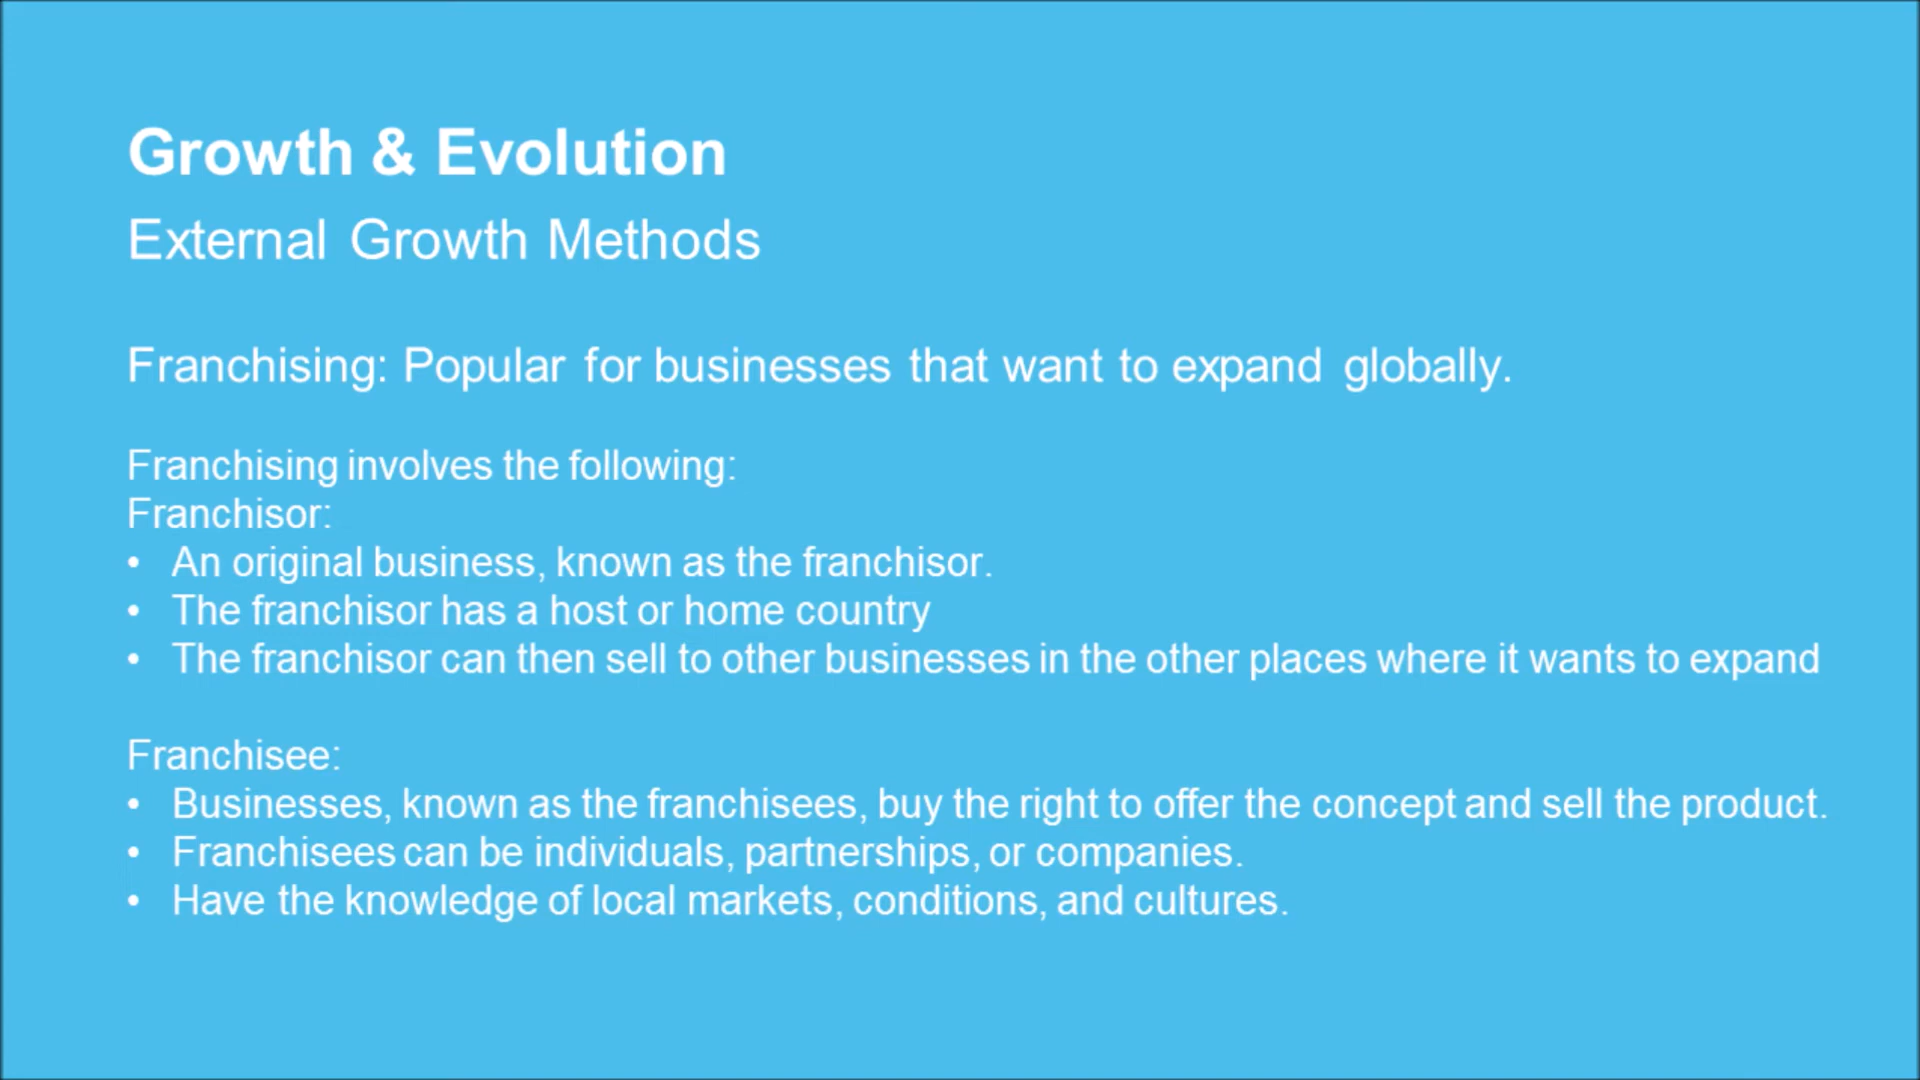 Growth & Evolution
External Growth Methods
Franchising: Popular for businesses that want to expand globally.
Franchising involves the following:
Franchisor:
• An original business, known as the franchisor.
• The franchisor has a host or home country
• The franchisor can then sell to other businesses in the other places where it wants to expand
Franchisee:
• Businesses, known as the franchisees, buy the right to offer the concept and sell the product.
• Franchisees can be individuals, partnerships, or companies.
• Have the knowledge of local markets, conditions, and cultures.